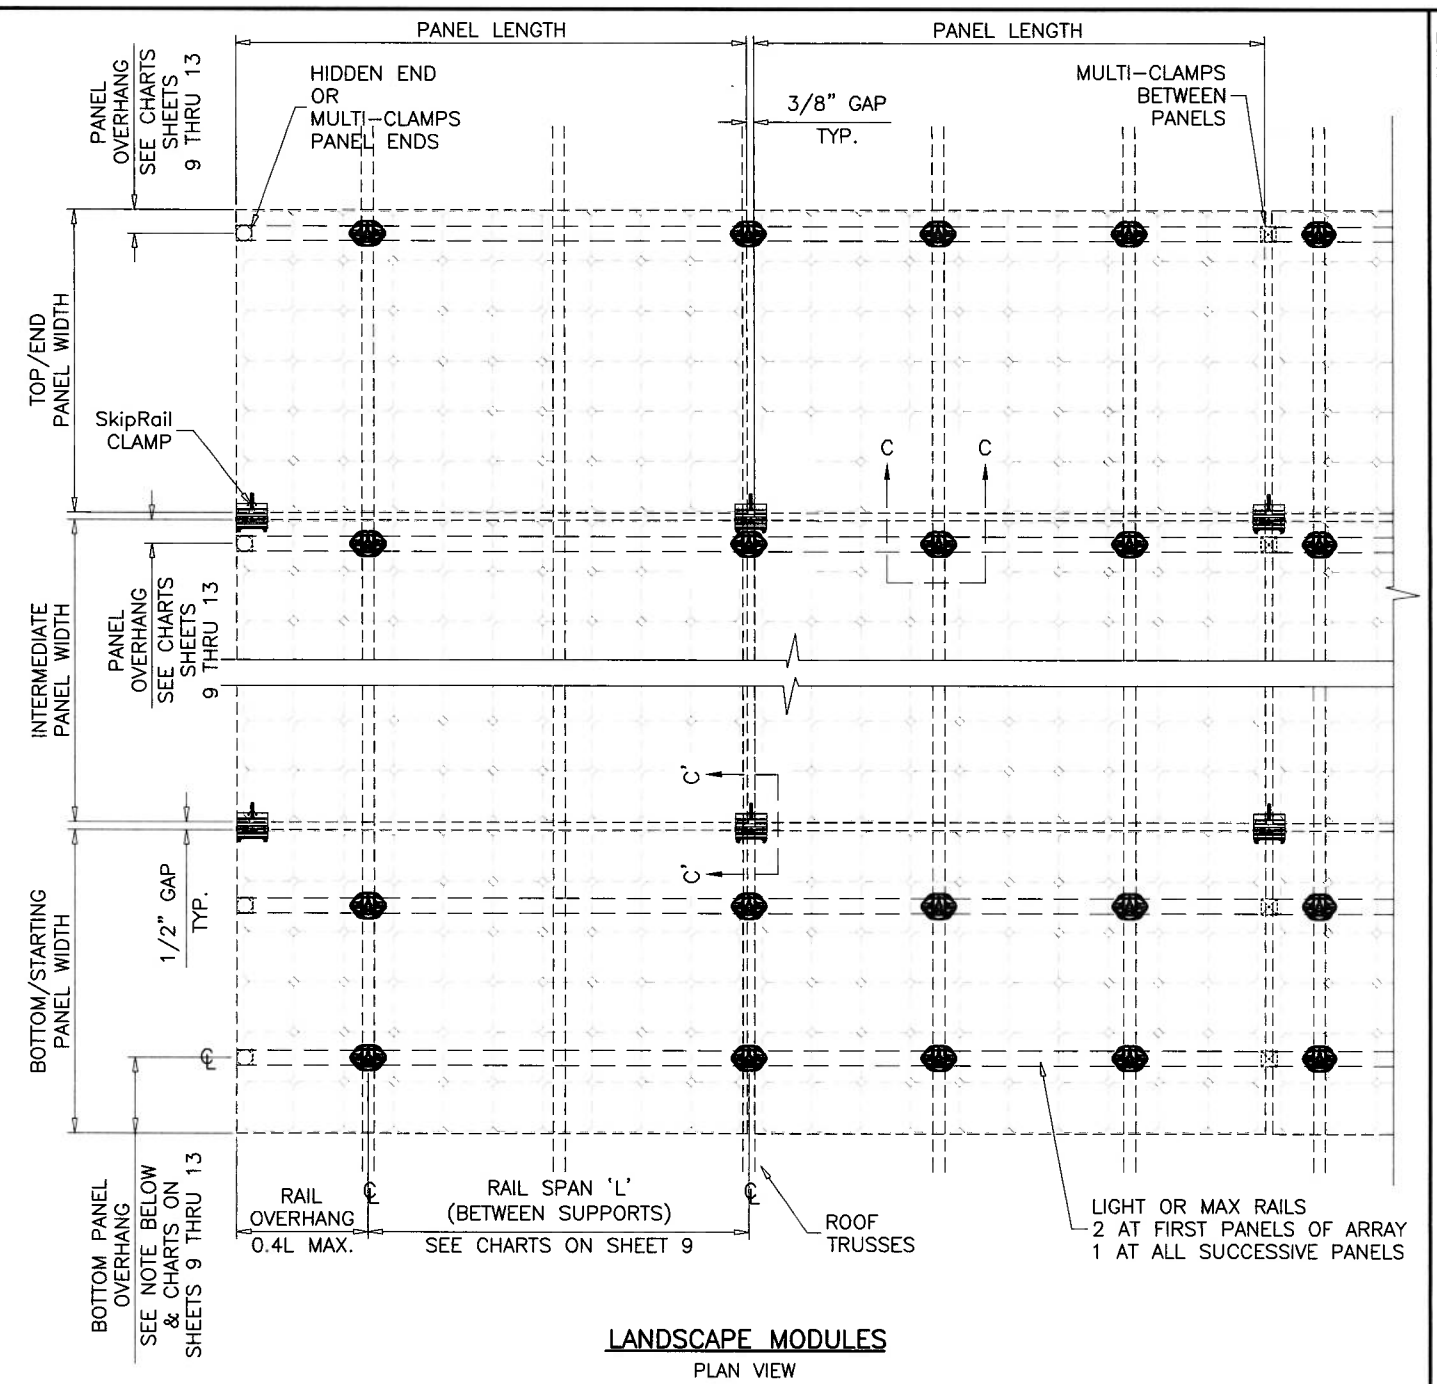 PANEL LENGTH
PANEL LENGTH
PANEL
OVERHANG
SEE CHARTS
SHEETS
9 THRU 13
HIDDEN END
OR
MULTI-CLAMPS
PANEL ENDS
3/8" GAP
TYP.
MULTI-CLAMPS
BETWEEN
PANELS
TOP/END
PANEL WIDTH
SkipRail
CLAMP
C
C
INTERMEDIATE
PANEL WIDTH
PANEL
OVERHANG
SEE CHARTS
SHEETS
9 THRU 13
C'
C'
1/2" GAP
TYP.
BOTTOM/STARTING
PANEL WIDTH
℄
BOTTOM PANEL
OVERHANG
SEE NOTE BELOW
& CHARTS ON
SHEETS 9 THRU 13
RAIL
OVERHANG
0.4L MAX.
℄
RAIL SPAN 'L'
(BETWEEN SUPPORTS)
SEE CHARTS ON SHEET 9
℄
ROOF
TRUSSES
LIGHT OR MAX RAILS
2 AT FIRST PANELS OF ARRAY
1 AT ALL SUCCESSIVE PANELS
LANDSCAPE MODULES
PLAN VIEW